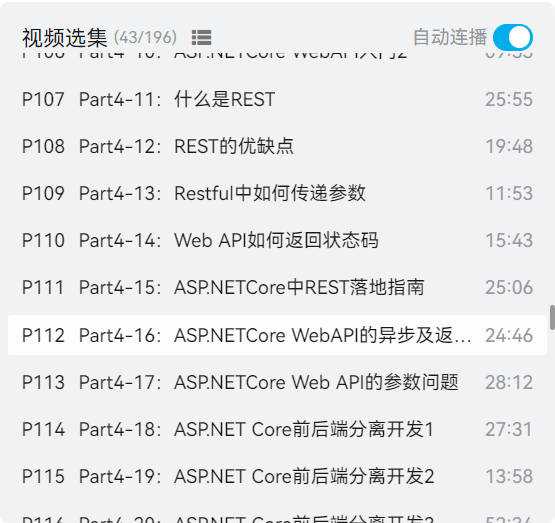 视频选集 (43/196) 自动连播
P107 Part4-11：什么是REST 25:55
P108 Part4-12：REST的优缺点 19:48
P109 Part4-13：Restful中如何传递参数 11:53
P110 Part4-14：Web API如何返回状态码 15:43
P111 Part4-15：ASP.NETCore中REST落地指南 25:06
P112 Part4-16：ASP.NETCore WebAPI的异步及返... 24:46
P113 Part4-17：ASP.NETCore Web API的参数问题 28:12
P114 Part4-18：ASP.NET Core前后端分离开发1 27:31
P115 Part4-19：ASP.NET Core前后端分离开发2 13:58